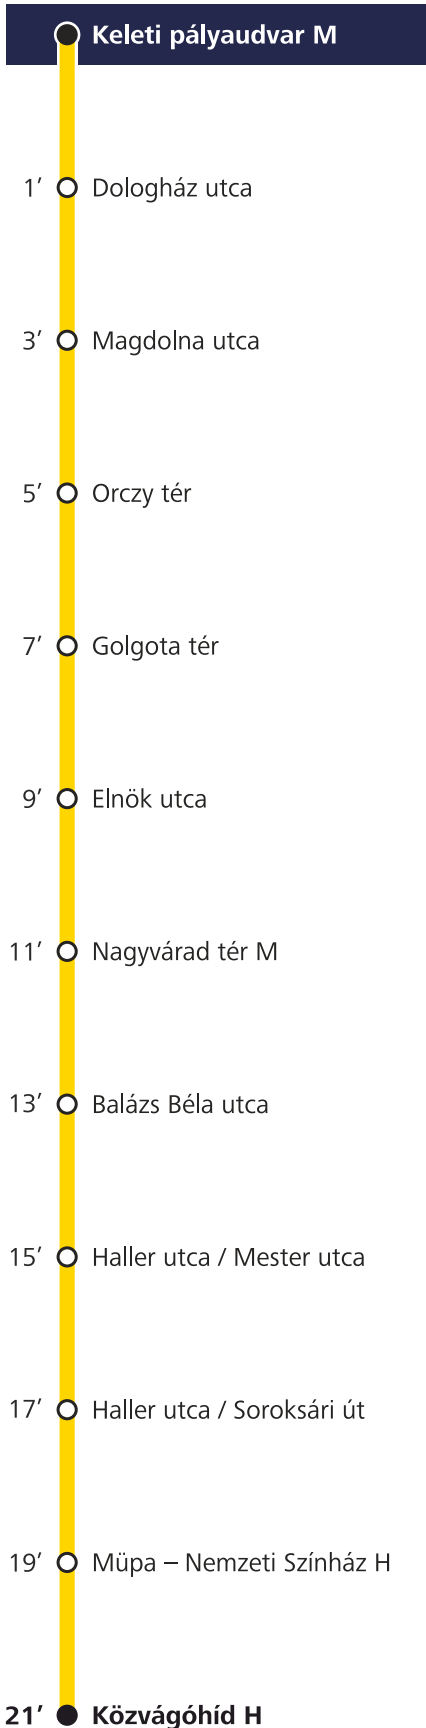 Keleti pályaudvar M
1’ Dologház utca
3’ Magdolna utca
5’ Orczy tér
7’ Golgota tér
9’ Elnök utca
11’ Nagyvárad tér M
13’ Balázs Béla utca
15’ Haller utca / Mester utca
17’ Haller utca / Soroksári út
19’ Müpa – Nemzeti Színház H
21’ Közvágóhíd H